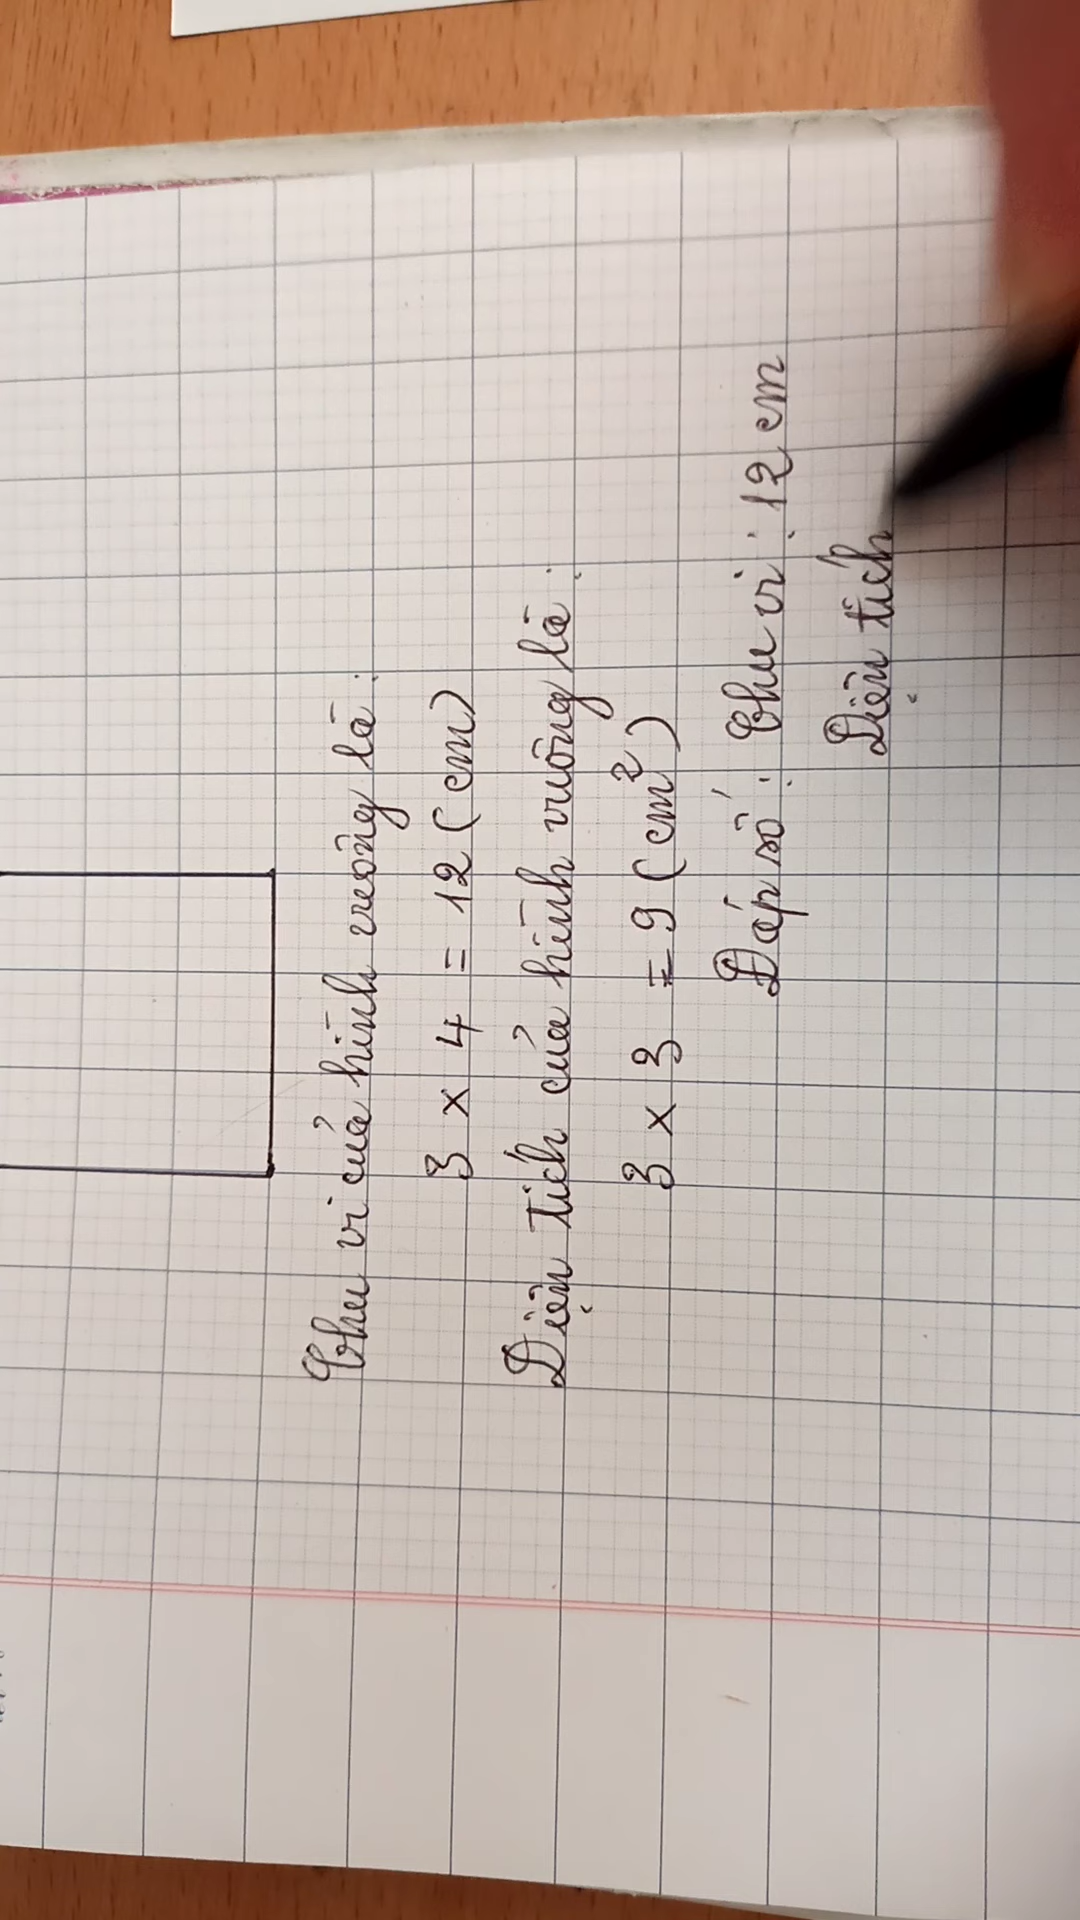 Chu vi của hình vuông là:
3 × 4 = 12 (cm)
Diện tích của hình vuông là:
3 × 3 = 9 (cm²)
Đáp số: Chu vi: 12 cm
Diện tích